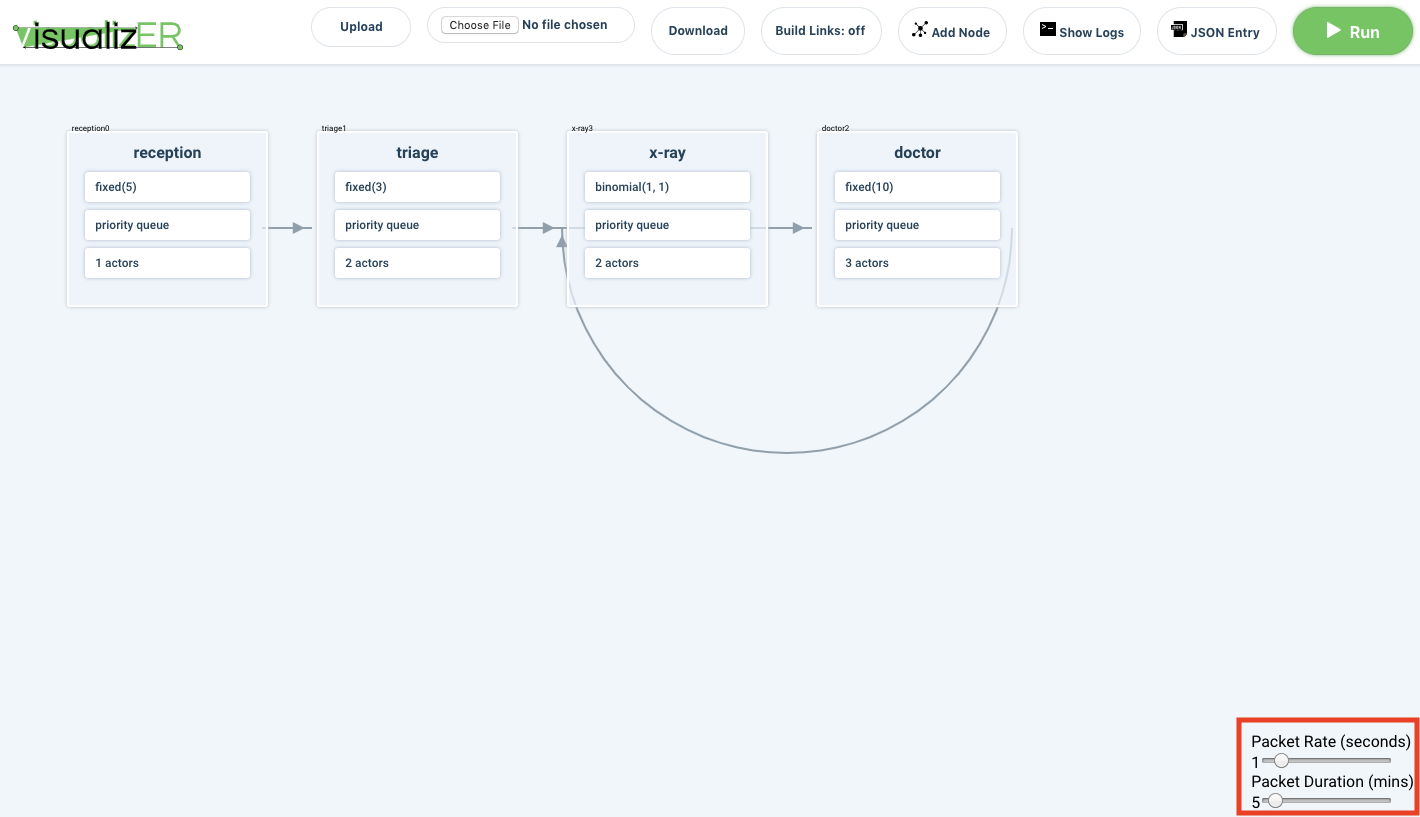 VisualizER
Upload
Choose File No file chosen
Download
Build Links: off
Add Node
Show Logs
JSON Entry
Run
reception0
reception
fixed(5)
priority queue
1 actors
triage1
triage
fixed(3)
priority queue
2 actors
x-ray3
x-ray
binomial(1, 1)
priority queue
2 actors
doctor2
doctor
fixed(10)
priority queue
3 actors
Packet Rate (seconds)
1
Packet Duration (mins)
5